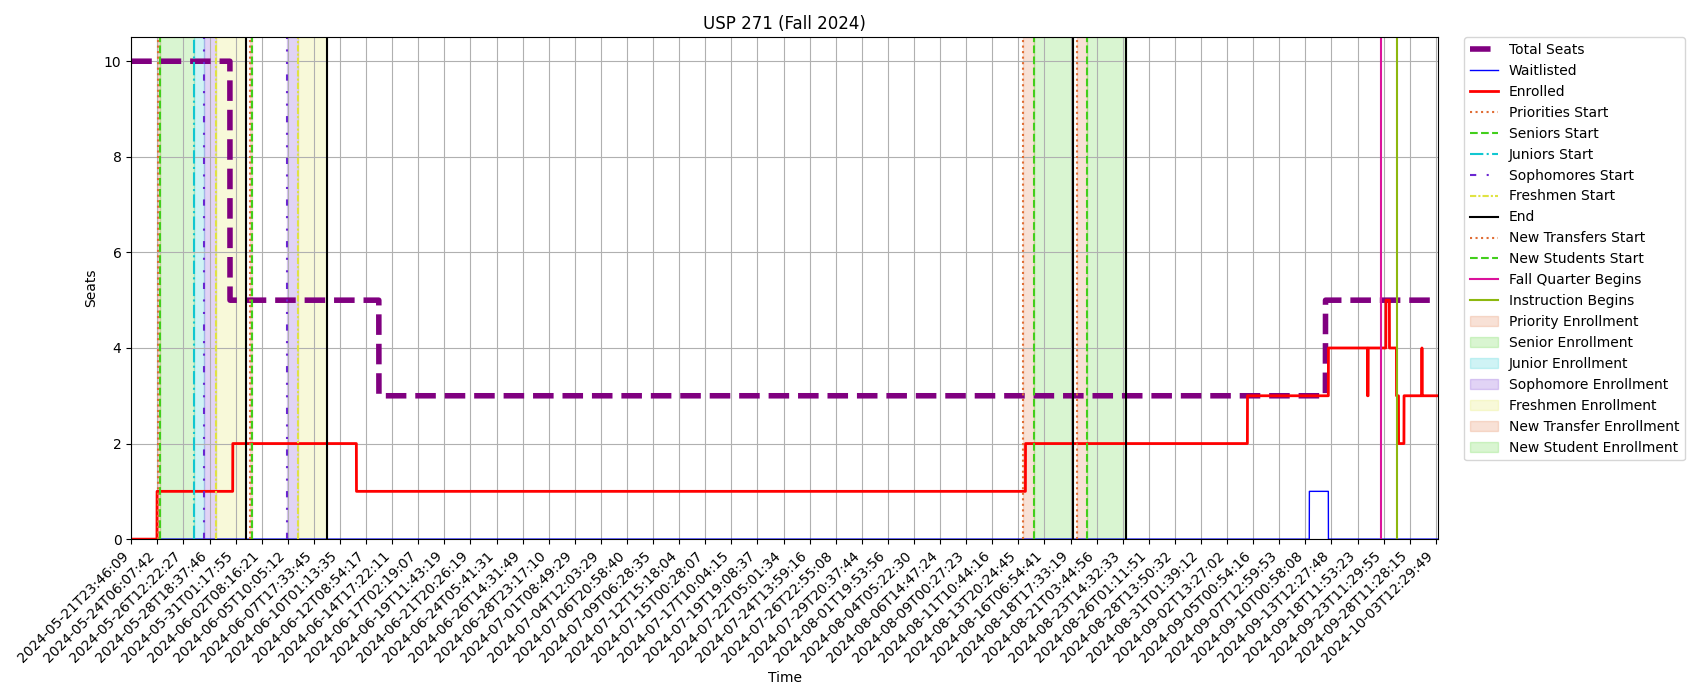 USP 271 (Fall 2024)
10
8
6
4
2
0
Seats
2024-05-21T23:46:09
2024-05-24T06:07:42
2024-05-26T12:22:27
2024-05-28T18:37:46
2024-05-31T01:17:55
2024-06-02T08:16:21
2024-06-05T10:05:12
2024-06-07T17:33:45
2024-06-10T01:13:35
2024-06-12T08:54:17
2024-06-14T17:22:11
2024-06-17T02:19:07
2024-06-19T11:43:19
2024-06-21T20:26:19
2024-06-24T05:41:31
2024-06-26T14:31:49
2024-06-28T23:17:10
2024-07-01T08:49:29
2024-07-04T12:03:29
2024-07-06T20:58:40
2024-07-09T06:28:35
2024-07-12T15:18:04
2024-07-15T00:28:07
2024-07-17T10:04:15
2024-07-19T19:08:37
2024-07-22T05:01:34
2024-07-24T13:59:16
2024-07-26T22:55:08
2024-07-29T20:37:44
2024-08-01T19:53:56
2024-08-04T05:22:30
2024-08-06T14:47:24
2024-08-09T00:27:23
2024-08-11T10:44:16
2024-08-13T20:24:45
2024-08-16T06:54:41
2024-08-18T17:33:19
2024-08-21T03:44:56
2024-08-23T14:32:33
2024-08-26T01:11:51
2024-08-28T13:50:32
2024-08-31T01:39:12
2024-09-02T13:27:02
2024-09-05T00:54:16
2024-09-07T12:59:53
2024-09-10T00:58:08
2024-09-13T12:27:48
2024-09-18T11:53:23
2024-09-23T11:29:55
2024-09-28T11:28:15
2024-10-03T12:29:49
Time
Total Seats
Waitlisted
Enrolled
Priorities Start
Seniors Start
Juniors Start
Sophomores Start
Freshmen Start
End
New Transfers Start
New Students Start
Fall Quarter Begins
Instruction Begins
Priority Enrollment
Senior Enrollment
Junior Enrollment
Sophomore Enrollment
Freshmen Enrollment
New Transfer Enrollment
New Student Enrollment